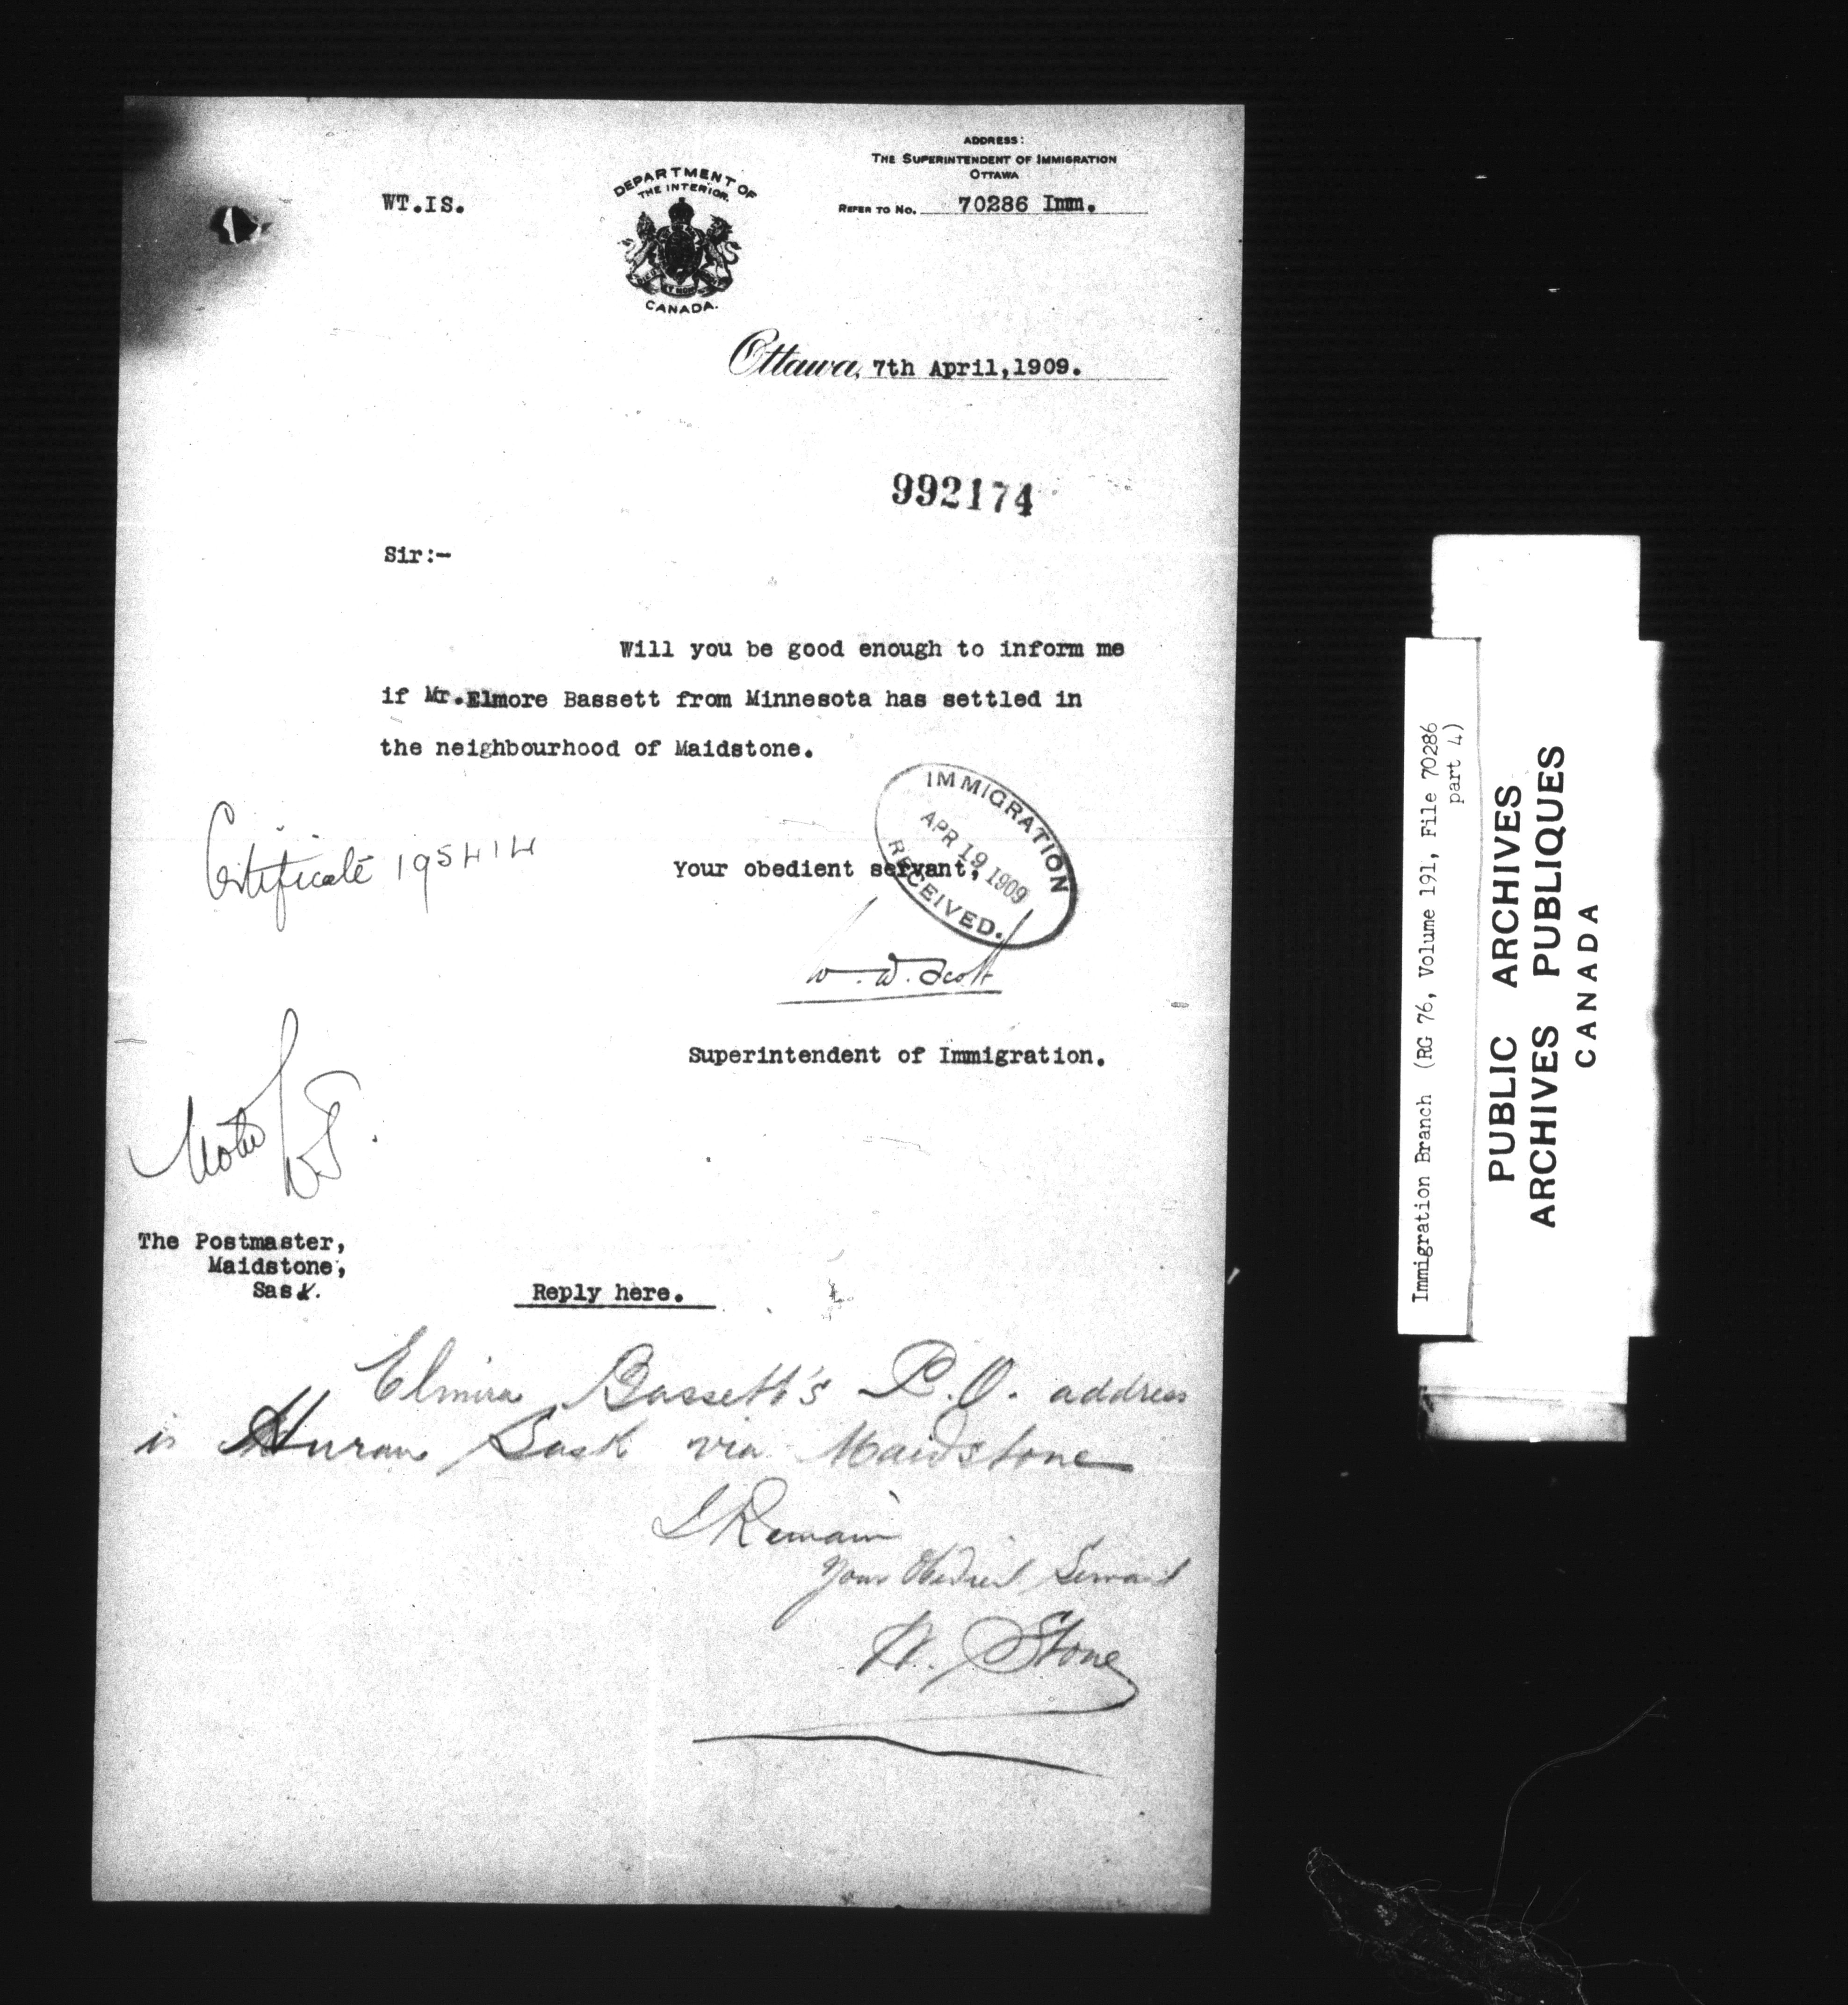 ADDRESS:
THE SUPERINTENDENT OF IMMIGRATION
OTTAWA
WT.IS.
DEPARTMENT OF
THE INTERIOR.
CANADA.
REFER TO NO. 70286 Imm.
Ottawa, 7th April,1909.
992174
Sir:-
Will you be good enough to inform me
if Mr.Elmore Bassett from Minnesota has settled in
the neighbourhood of Maidstone.
IMMIGRATION
APR 19 1909
RECEIVED.
Certificate 195414
Your obedient servant,
W.D. Scott
Superintendent of Immigration.
The Postmaster,
Maidstone,
Sask.
Reply here.
Elmira Bassett's P.O. address
is Huron Sask via Maidstone
I Remain
Your Obedient Servant
W. Stone
Immigration Branch (RG 76, Volume 191, File 70286
part 4)
PUBLIC ARCHIVES
ARCHIVES PUBLIQUES
CANADA